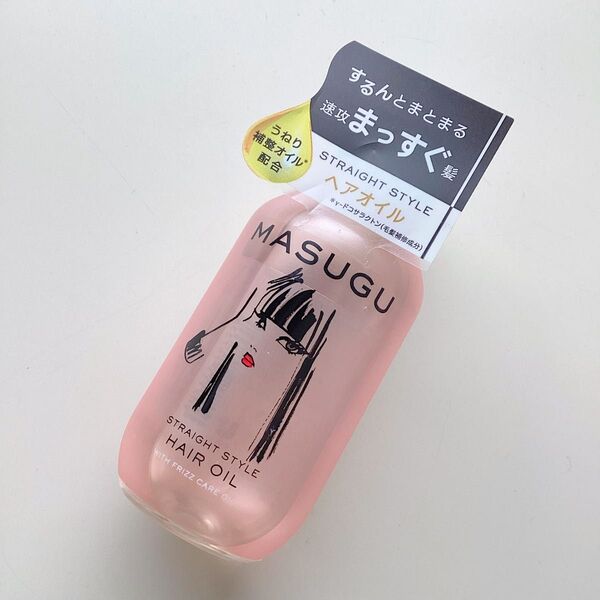 するんとまとまる
速攻まっすぐ髪
STRAIGHT STYLE
ヘアオイル
*γ-ドコサラクトン(毛髪補修成分)
うねり
補整オイル*
配合
MASUGU
STRAIGHT STYLE
HAIR OIL
WITH FRIZZ CARE